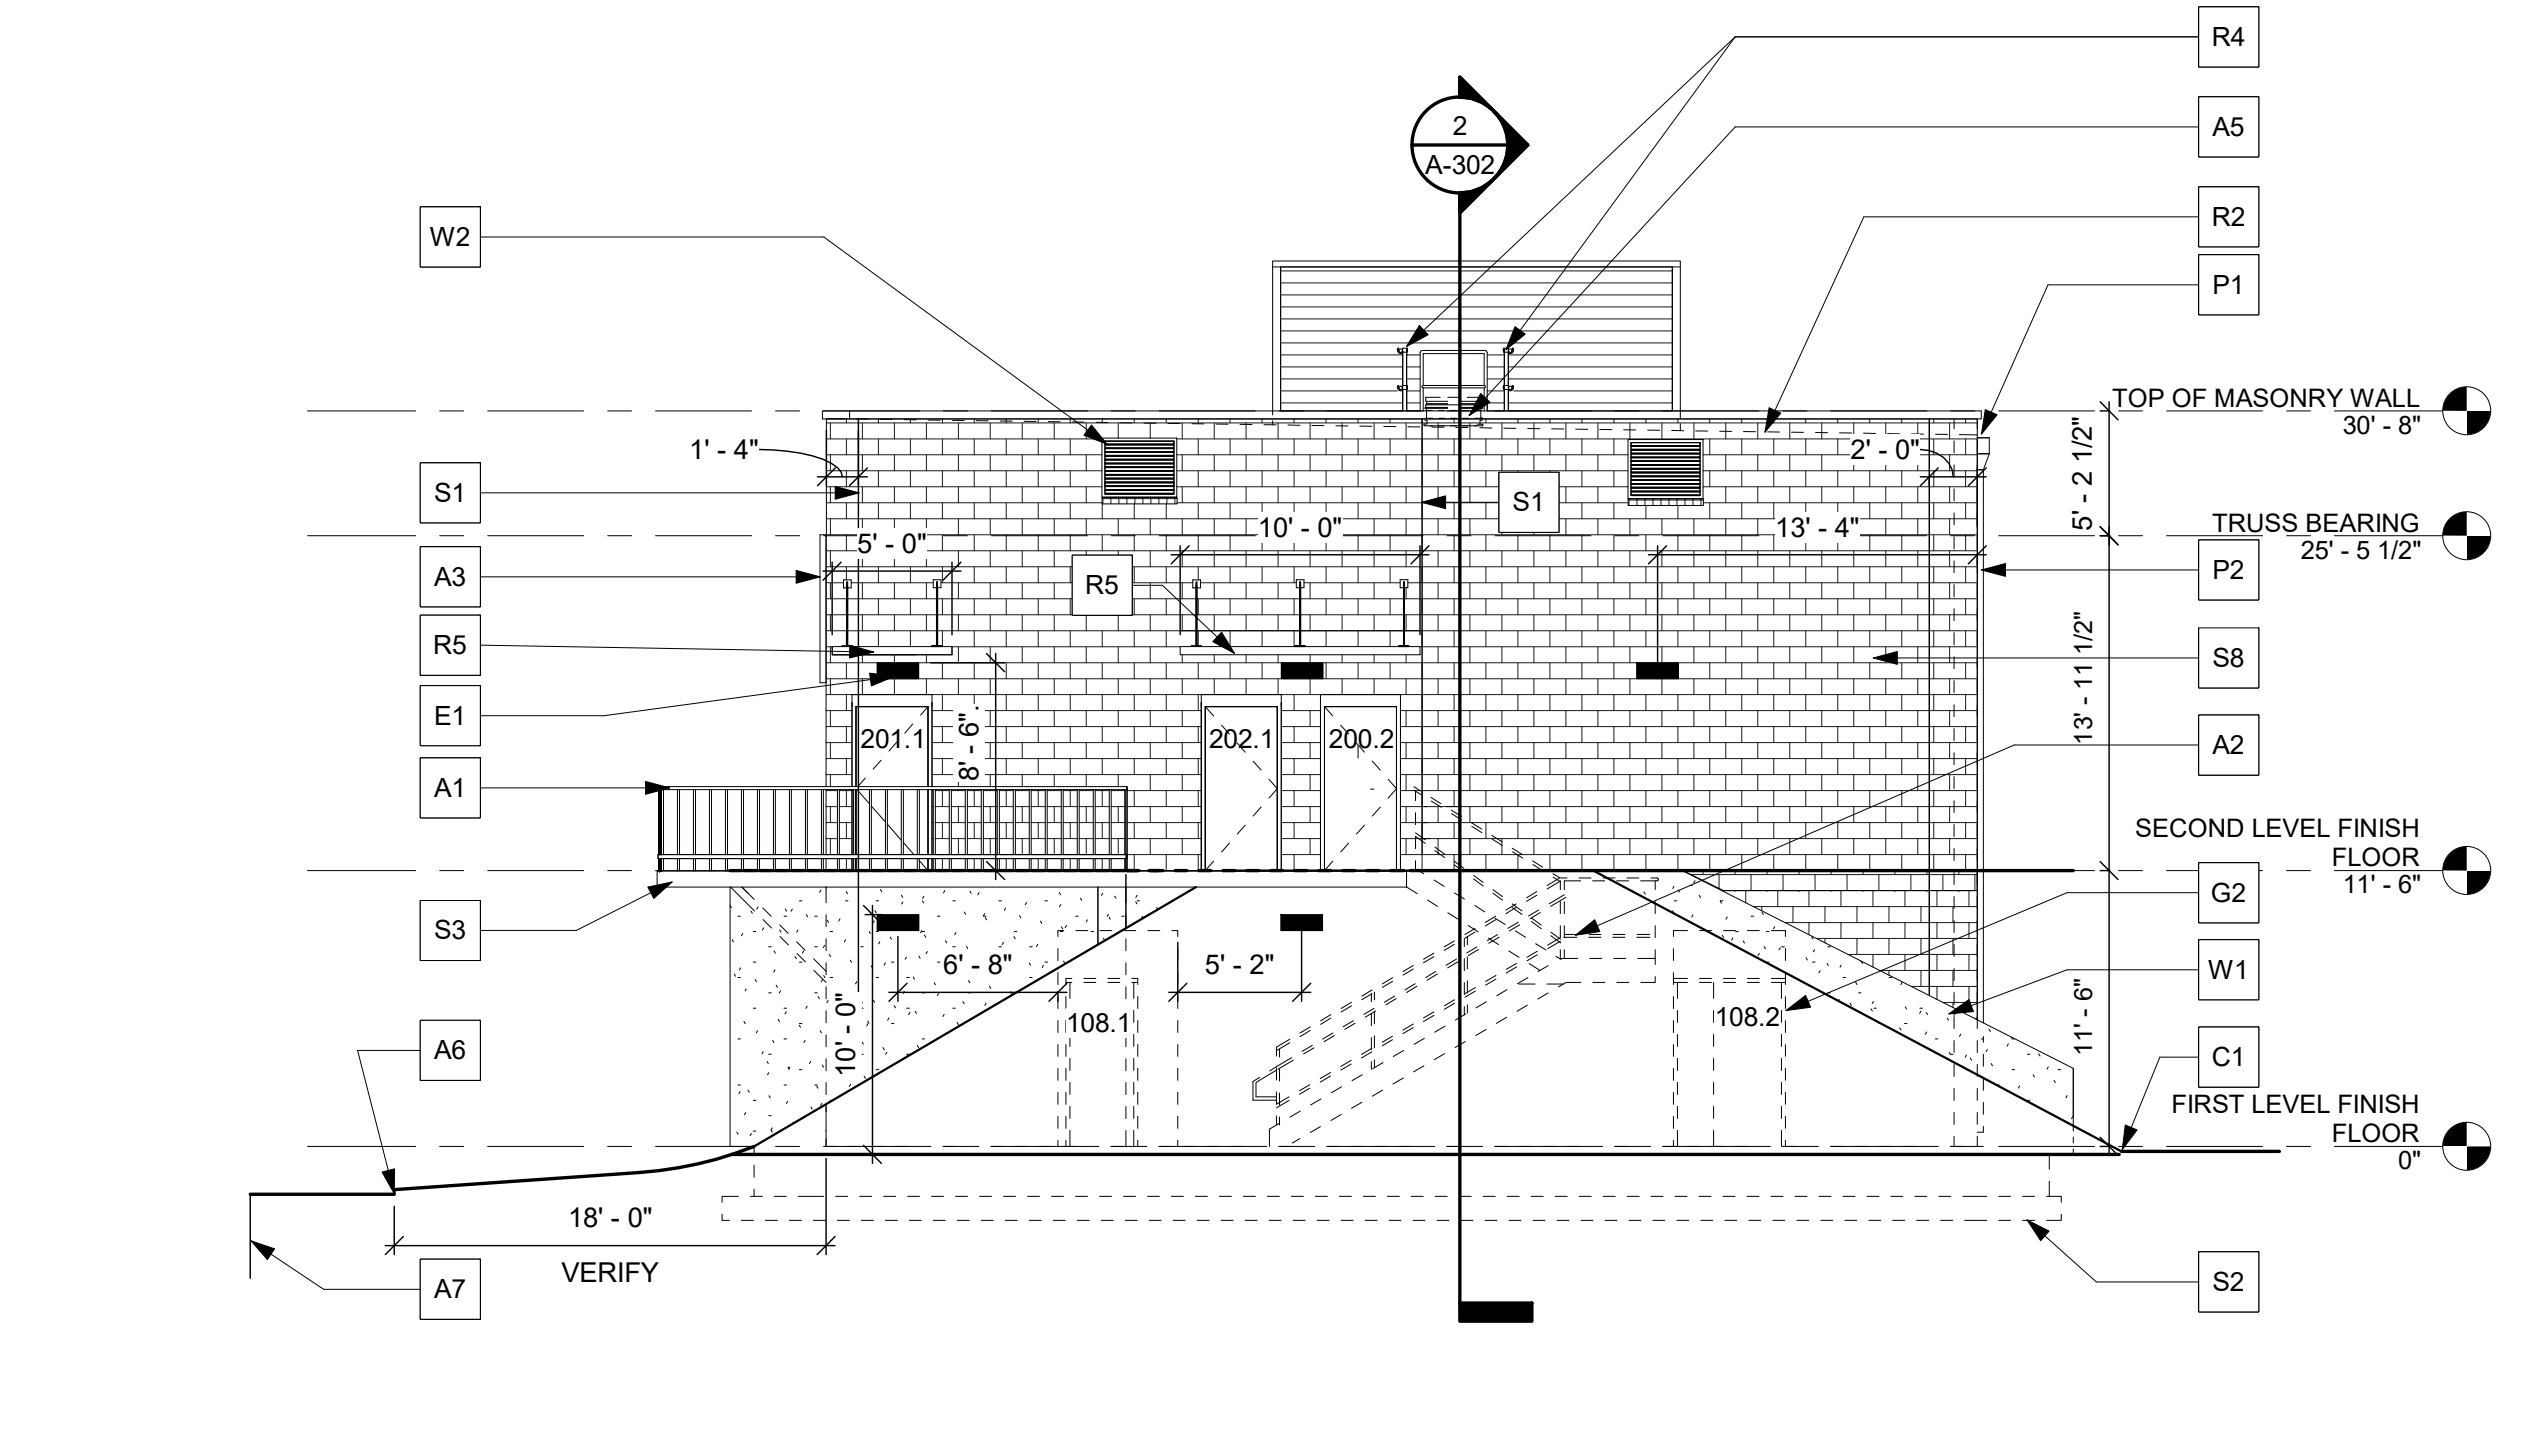 R4
2
A-302
A5
R2
W2
P1
TOP OF MASONRY WALL
30' - 8"
1' - 4"
2' - 0"
5' - 2 1/2"
S1
S1
TRUSS BEARING
25' - 5 1/2"
10' - 0"
13' - 4"
5' - 0"
A3
R5
P2
R5
13' - 11 1/2"
S8
E1
201.1
8' - 6"
202.1
200.2
A2
A1
SECOND LEVEL FINISH
FLOOR
11' - 6"
G2
S3
6' - 8"
5' - 2"
W1
10' - 0"
108.1
108.2
11' - 6"
A6
C1
FIRST LEVEL FINISH
FLOOR
0"
18' - 0"
VERIFY
A7
S2